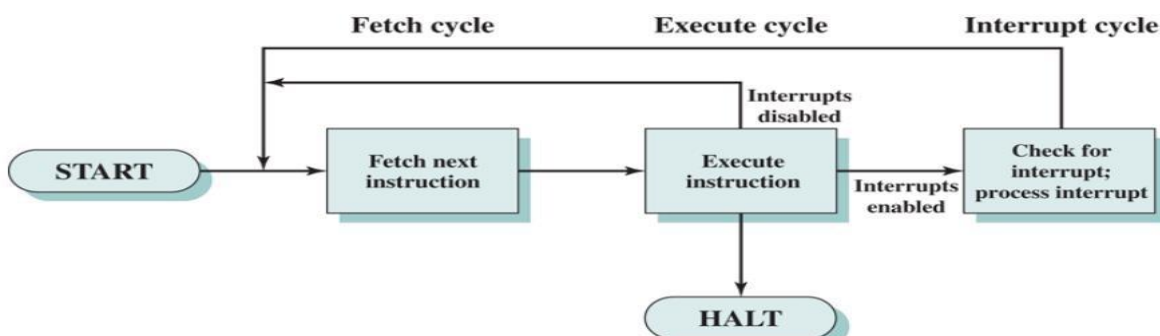 Fetch cycle
Execute cycle
Interrupt cycle
Interrupts
disabled
START
Fetch next
instruction
Execute
instruction
Interrupts
enabled
Check for
interrupt;
process interrupt
HALT